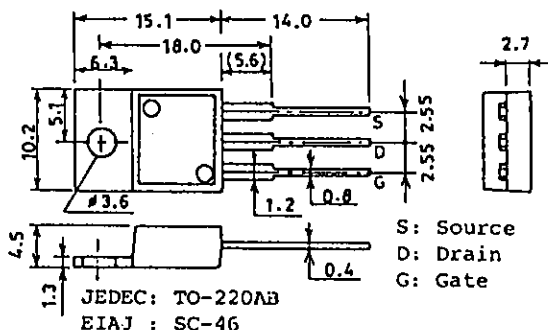 15.1
14.0
18.0
6.3
(5.6)
2.7
10.2
5.1
S
D
G
2.55
2.55
ø3.6
1.2
0.8
4.5
1.3
0.4
S: Source
D: Drain
G: Gate
JEDEC: TO-220AB
EIAJ : SC-46